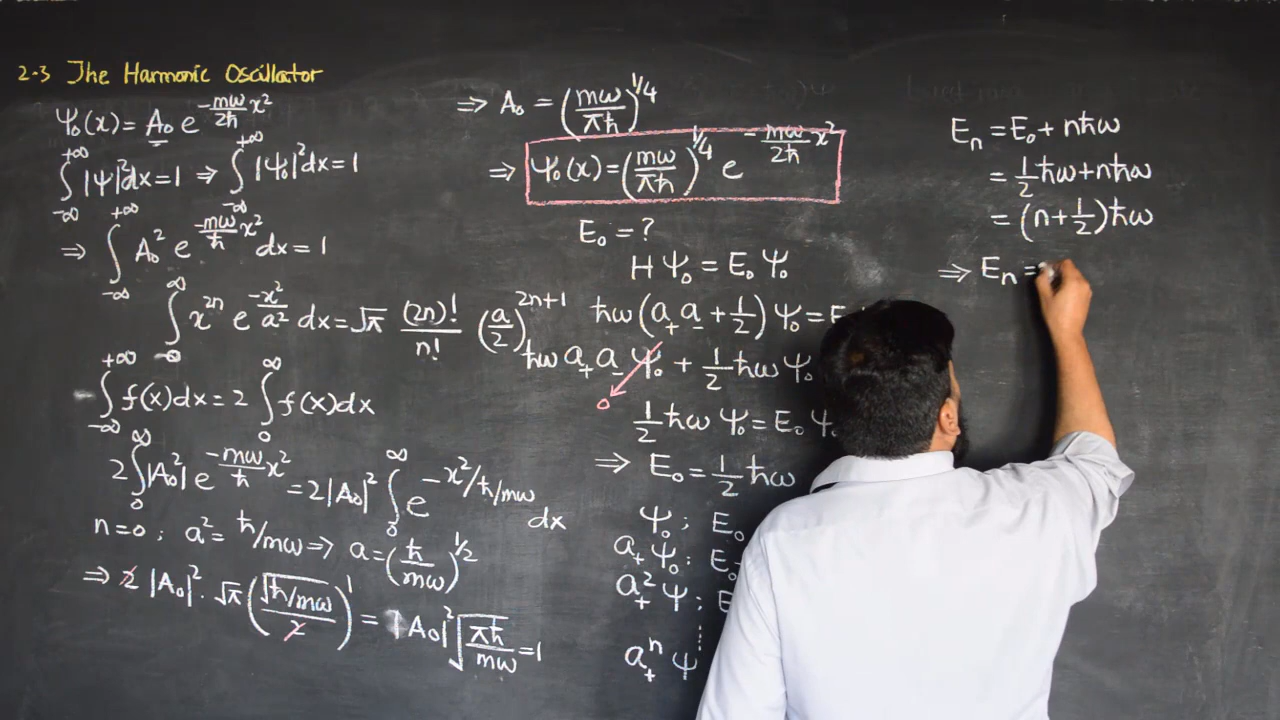 2-3 The Harmonic Oscillator
Ψ₀(x) = A₀ e^{-mω/2ħ x²}
∫_{-∞}^{+∞} |Ψ|² dx = 1 ⇒ ∫_{-∞}^{+∞} |Ψ₀|² dx = 1
⇒ ∫_{-∞}^{+∞} A₀² e^{-mω/ħ x²} dx = 1
∫_{0}^{∞} x^{2n} e^{-x²/a²} dx = √π (2n)!/n! (a/2)^{2n+1}
∫_{-∞}^{+∞} f(x) dx = 2 ∫_{0}^{∞} f(x) dx
2 ∫_{0}^{∞} |A₀²| e^{-mω/ħ x²} = 2|A₀|² ∫_{0}^{∞} e^{-x²/ħ/mω} dx
n=0 ; a² = ħ/mω ⇒ a = (ħ/mω)^{1/2}
⇒ 2 |A₀|² . √π (√ħ/mω / 2)^1 = |A₀|² √(πħ/mω) = 1
⇒ A₀ = (mω/πħ)^{1/4}
⇒ Ψ₀(x) = (mω/πħ)^{1/4} e^{-mω/2ħ x²}
E₀ = ?
H Ψ₀ = E₀ Ψ₀
ħω (a₊ a₋ + 1/2) Ψ₀ = E
ħω a₊ a₋ Ψ₀ + 1/2 ħω Ψ₀
0
1/2 ħω Ψ₀ = E₀ Ψ₀
⇒ E₀ = 1/2 ħω
Ψ₀ ; E₀
a₊ Ψ₀ : E₀
a₊² Ψ₀ ; E
a₊ⁿ Ψ
Eₙ = E₀ + nħω
= 1/2 ħω + nħω
= (n + 1/2) ħω
⇒ Eₙ =